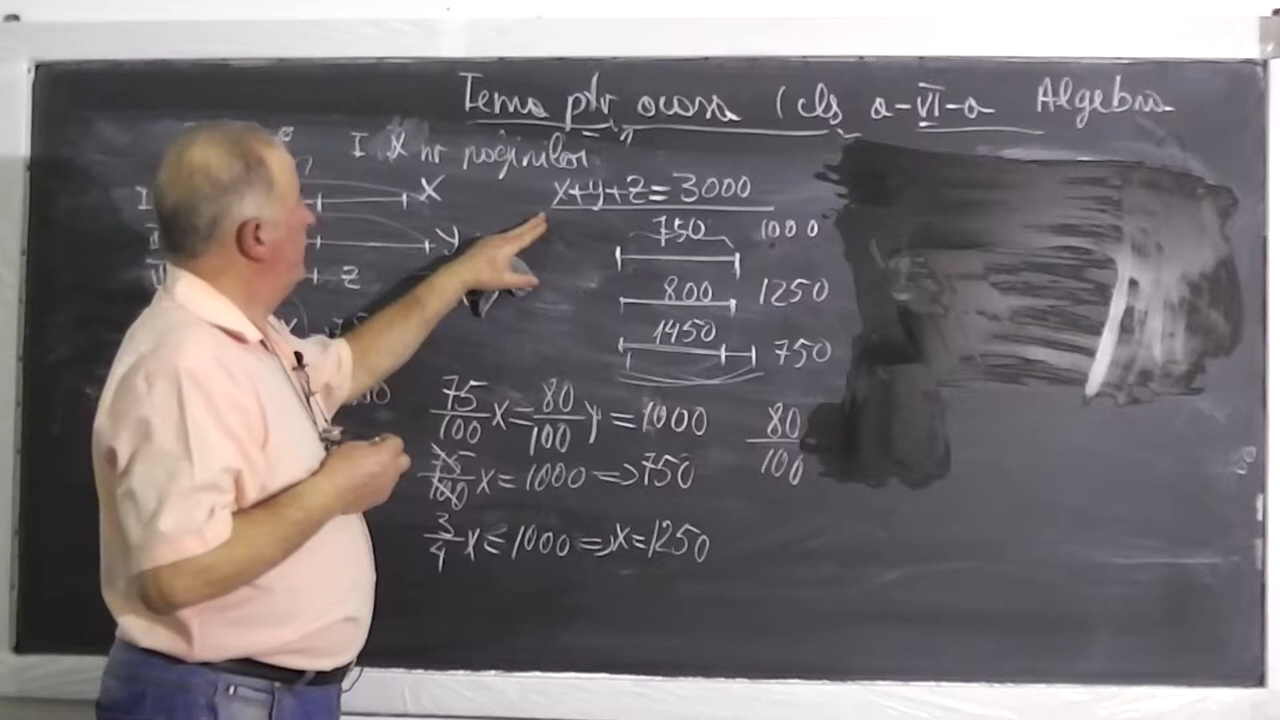 Tema ptr acasa (cls a-VI-a Algebra
I X nr paginilor
I X
y
z
x+y+z=3000
750 1000
800 1250
1450 750
75/100 x = 80/100 y = 1000 80/100
75/100 x = 1000 => 750
3/4 x = 1000 => x=1250